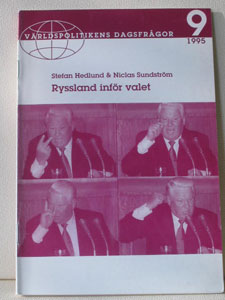 VÄRLDSPOLITIKENS DAGSFRÅGOR
9
1995
Stefan Hedlund & Niclas Sundström
Ryssland inför valet